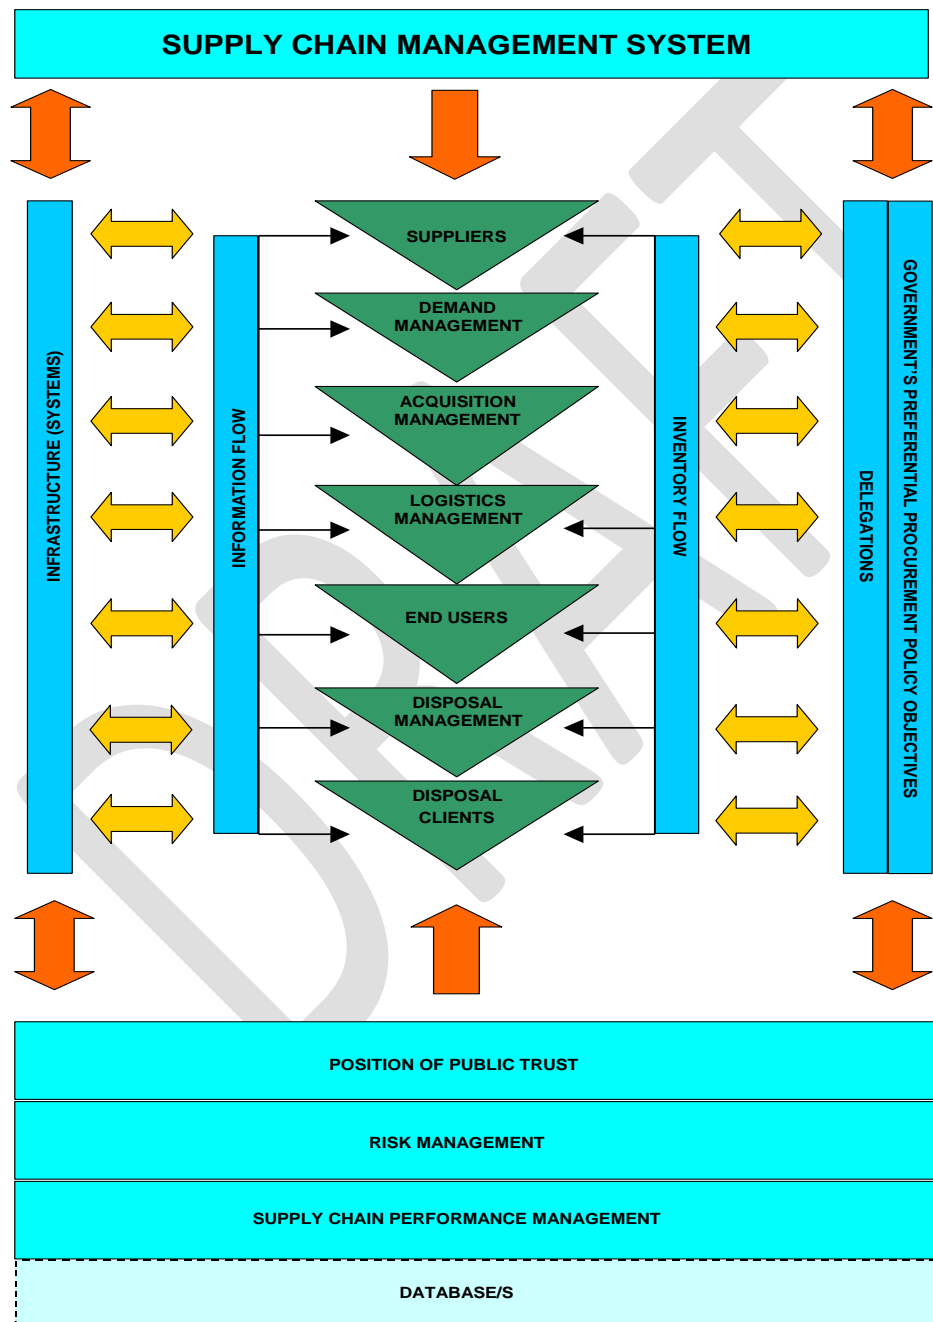 SUPPLY CHAIN MANAGEMENT SYSTEM
SUPPLIERS
DEMAND
MANAGEMENT
ACQUISITION
MANAGEMENT
LOGISTICS
MANAGEMENT
END USERS
DISPOSAL
MANAGEMENT
DISPOSAL
CLIENTS
INFRASTRUCTURE (SYSTEMS)
INFORMATION FLOW
INVENTORY FLOW
DELEGATIONS
GOVERNMENT'S PREFERENTIAL PROCUREMENT POLICY OBJECTIVES
DRAFT
POSITION OF PUBLIC TRUST
RISK MANAGEMENT
SUPPLY CHAIN PERFORMANCE MANAGEMENT
DATABASE/S